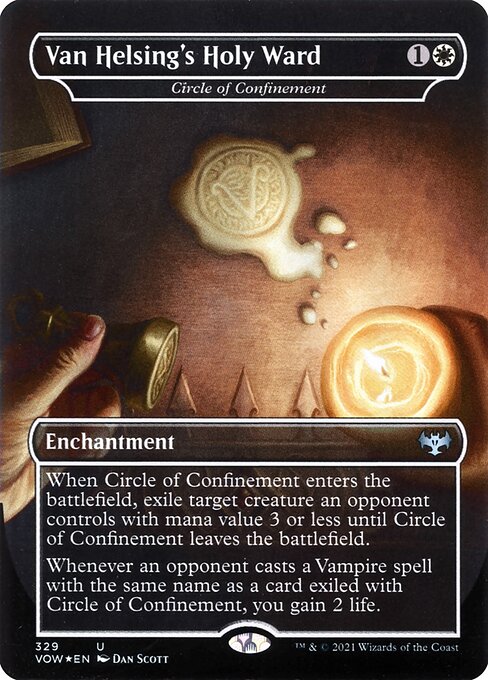 Van Helsing's Holy Ward 1
Circle of Confinement
Enchantment
When Circle of Confinement enters the
battlefield, exile target creature an opponent
controls with mana value 3 or less until Circle
of Confinement leaves the battlefield.
Whenever an opponent casts a Vampire spell
with the same name as a card exiled with
Circle of Confinement, you gain 2 life.
329 U
VOW★EN DAN SCOTT
™ & © 2021 Wizards of the Coast